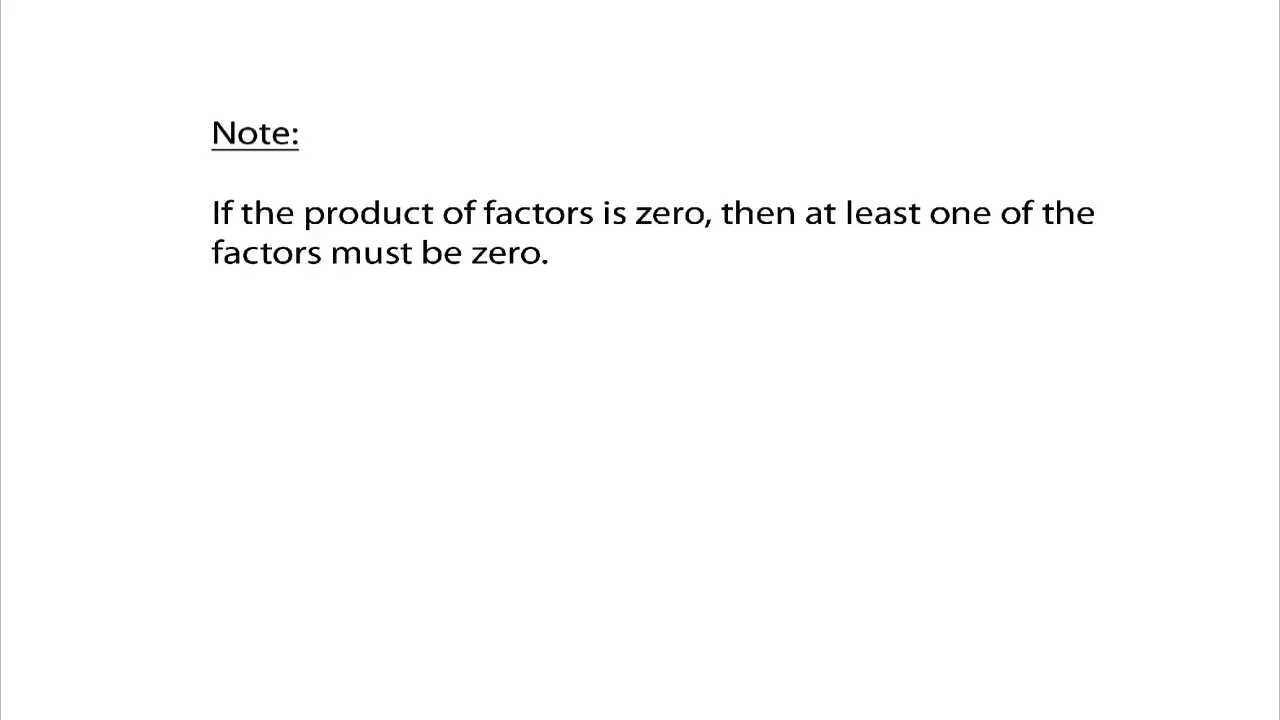 Note:
If the product of factors is zero, then at least one of the
factors must be zero.